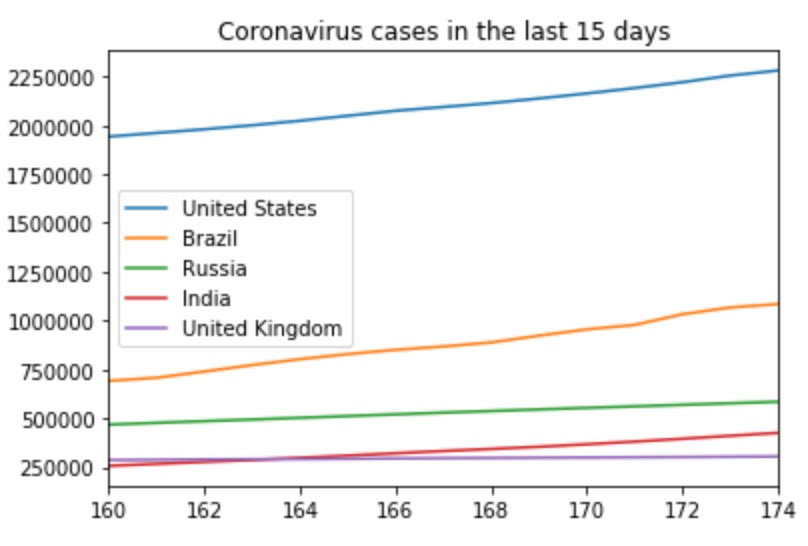 Coronavirus cases in the last 15 days
2250000
2000000
1750000
1500000
1250000
1000000
750000
500000
250000
United States
Brazil
Russia
India
United Kingdom
160 162 164 166 168 170 172 174